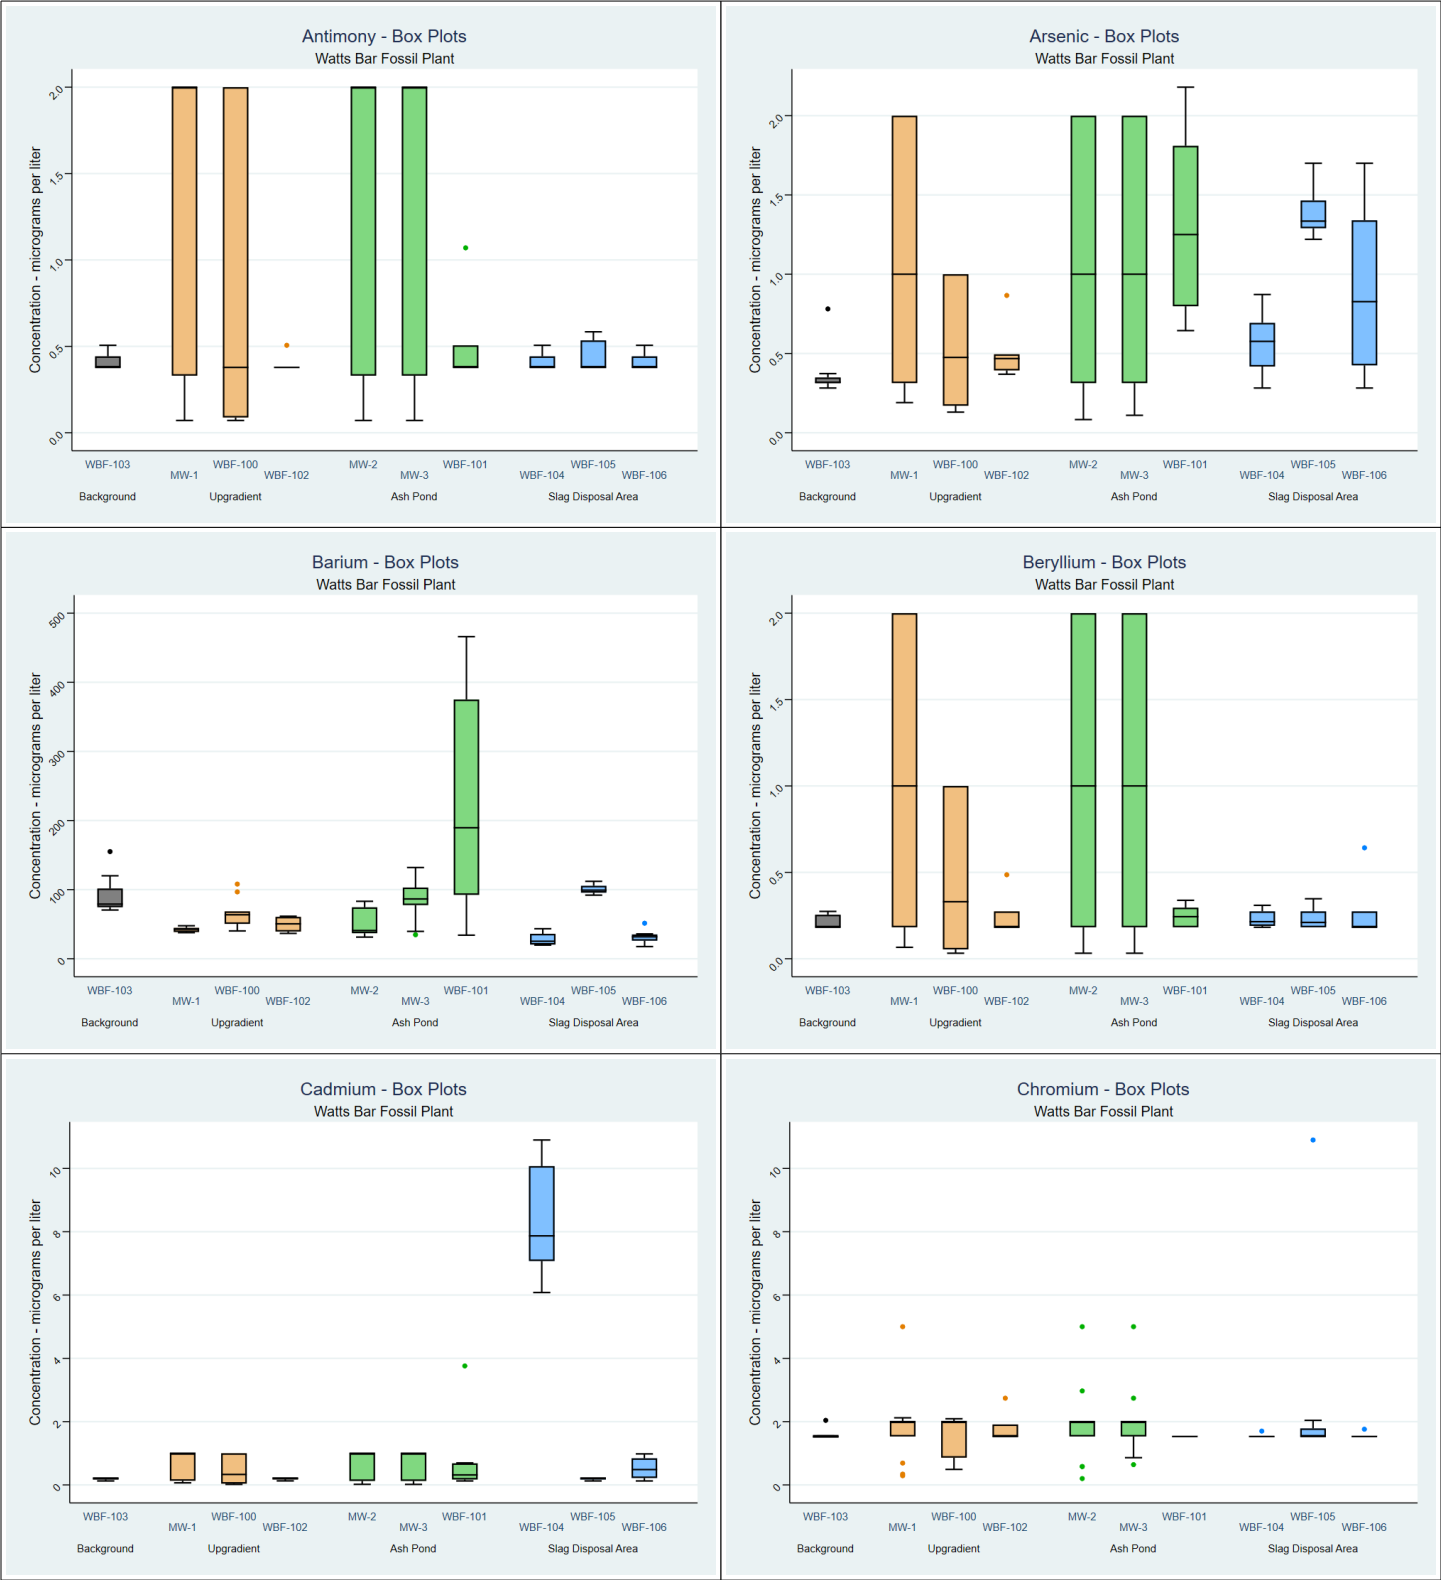 Antimony - Box Plots
Watts Bar Fossil Plant
Concentration - micrograms per liter
2.0
1.5
1.0
0.5
0.0
WBF-103 WBF-100 MW-2 WBF-101 WBF-105
MW-1 WBF-102 MW-3 WBF-104 WBF-106
Background Upgradient Ash Pond Slag Disposal Area
Arsenic - Box Plots
Watts Bar Fossil Plant
Concentration - micrograms per liter
2.0
1.5
1.0
0.5
0.0
WBF-103 WBF-100 MW-2 WBF-101 WBF-105
MW-1 WBF-102 MW-3 WBF-104 WBF-106
Background Upgradient Ash Pond Slag Disposal Area
Barium - Box Plots
Watts Bar Fossil Plant
Concentration - micrograms per liter
500
400
300
200
100
0
WBF-103 WBF-100 MW-2 WBF-101 WBF-105
MW-1 WBF-102 MW-3 WBF-104 WBF-106
Background Upgradient Ash Pond Slag Disposal Area
Beryllium - Box Plots
Watts Bar Fossil Plant
Concentration - micrograms per liter
2.0
1.5
1.0
0.5
0.0
WBF-103 WBF-100 MW-2 WBF-101 WBF-105
MW-1 WBF-102 MW-3 WBF-104 WBF-106
Background Upgradient Ash Pond Slag Disposal Area
Cadmium - Box Plots
Watts Bar Fossil Plant
Concentration - micrograms per liter
10
8
6
4
2
0
WBF-103 WBF-100 MW-2 WBF-101 WBF-105
MW-1 WBF-102 MW-3 WBF-104 WBF-106
Background Upgradient Ash Pond Slag Disposal Area
Chromium - Box Plots
Watts Bar Fossil Plant
Concentration - micrograms per liter
10
8
6
4
2
0
WBF-103 WBF-100 MW-2 WBF-101 WBF-105
MW-1 WBF-102 MW-3 WBF-104 WBF-106
Background Upgradient Ash Pond Slag Disposal Area